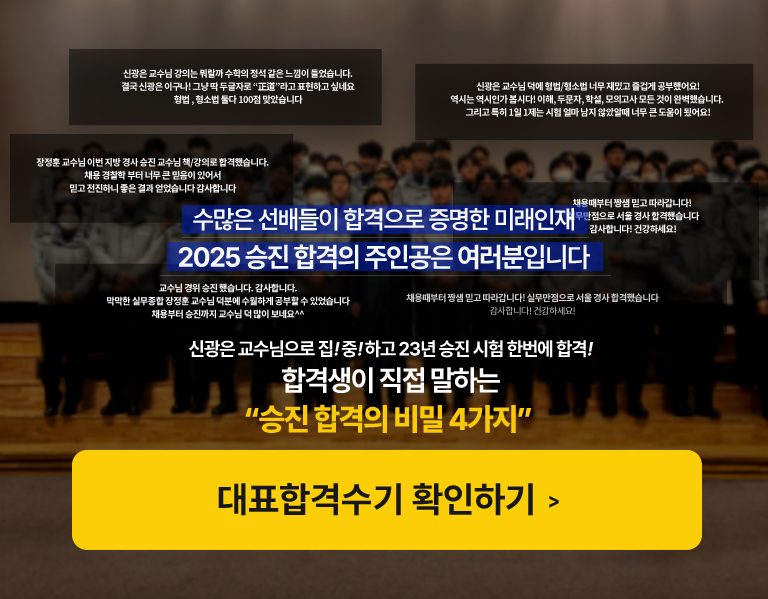 신광은 교수님 강의는 뭐랄까 수학의 정석 같은 느낌이 들었습니다.
결국 신광은 이구나! 그냥 딱 두글자로 “正道”라고 표현하고 싶네요
형법 , 형소법 둘다 100점 맞았습니다
신광은 교수님 덕에 형법/형소법 너무 재밌고 즐겁게 공부했어요!
역시는 역시인가 봅시다! 이해, 두문자, 학설, 모의고사 모든 것이 완벽했습니다.
그리고 특히 1일 1제는 시험 얼마 남지 않았을때 너무 큰 도움이 됐어요!
장정훈 교수님 이번 지방 경사 승진 교수님 책/강의로 합격했습니다.
채용 경찰학 부터 너무 큰 믿음이 있어서
믿고 전진하니 좋은 결과 얻었습니다 감사합니다
채용때부터 짱샘 믿고 따라갑니다!
무만점으로 서울 경사 합격했습니다
감사합니다! 건강하세요!
수많은 선배들이 합격으로 증명한 미래인재
2025 승진 합격의 주인공은 여러분입니다
교수님 경위 승진 했습니다. 감사합니다.
막막한 실무종합 장정훈 교수님 덕분에 수월하게 공부할 수 있었습니다
채용부터 승진까지 교수님 덕 많이 보네요^^
채용때부터 짱샘 믿고 따라갑니다! 실무만점으로 서울 경사 합격했습니다
감사합니다! 건강하세요!
신광은 교수님으로 집! 중! 하고 23년 승진 시험 한번에 합격!
합격생이 직접 말하는
“승진 합격의 비밀 4가지”
대표합격수기 확인하기 >